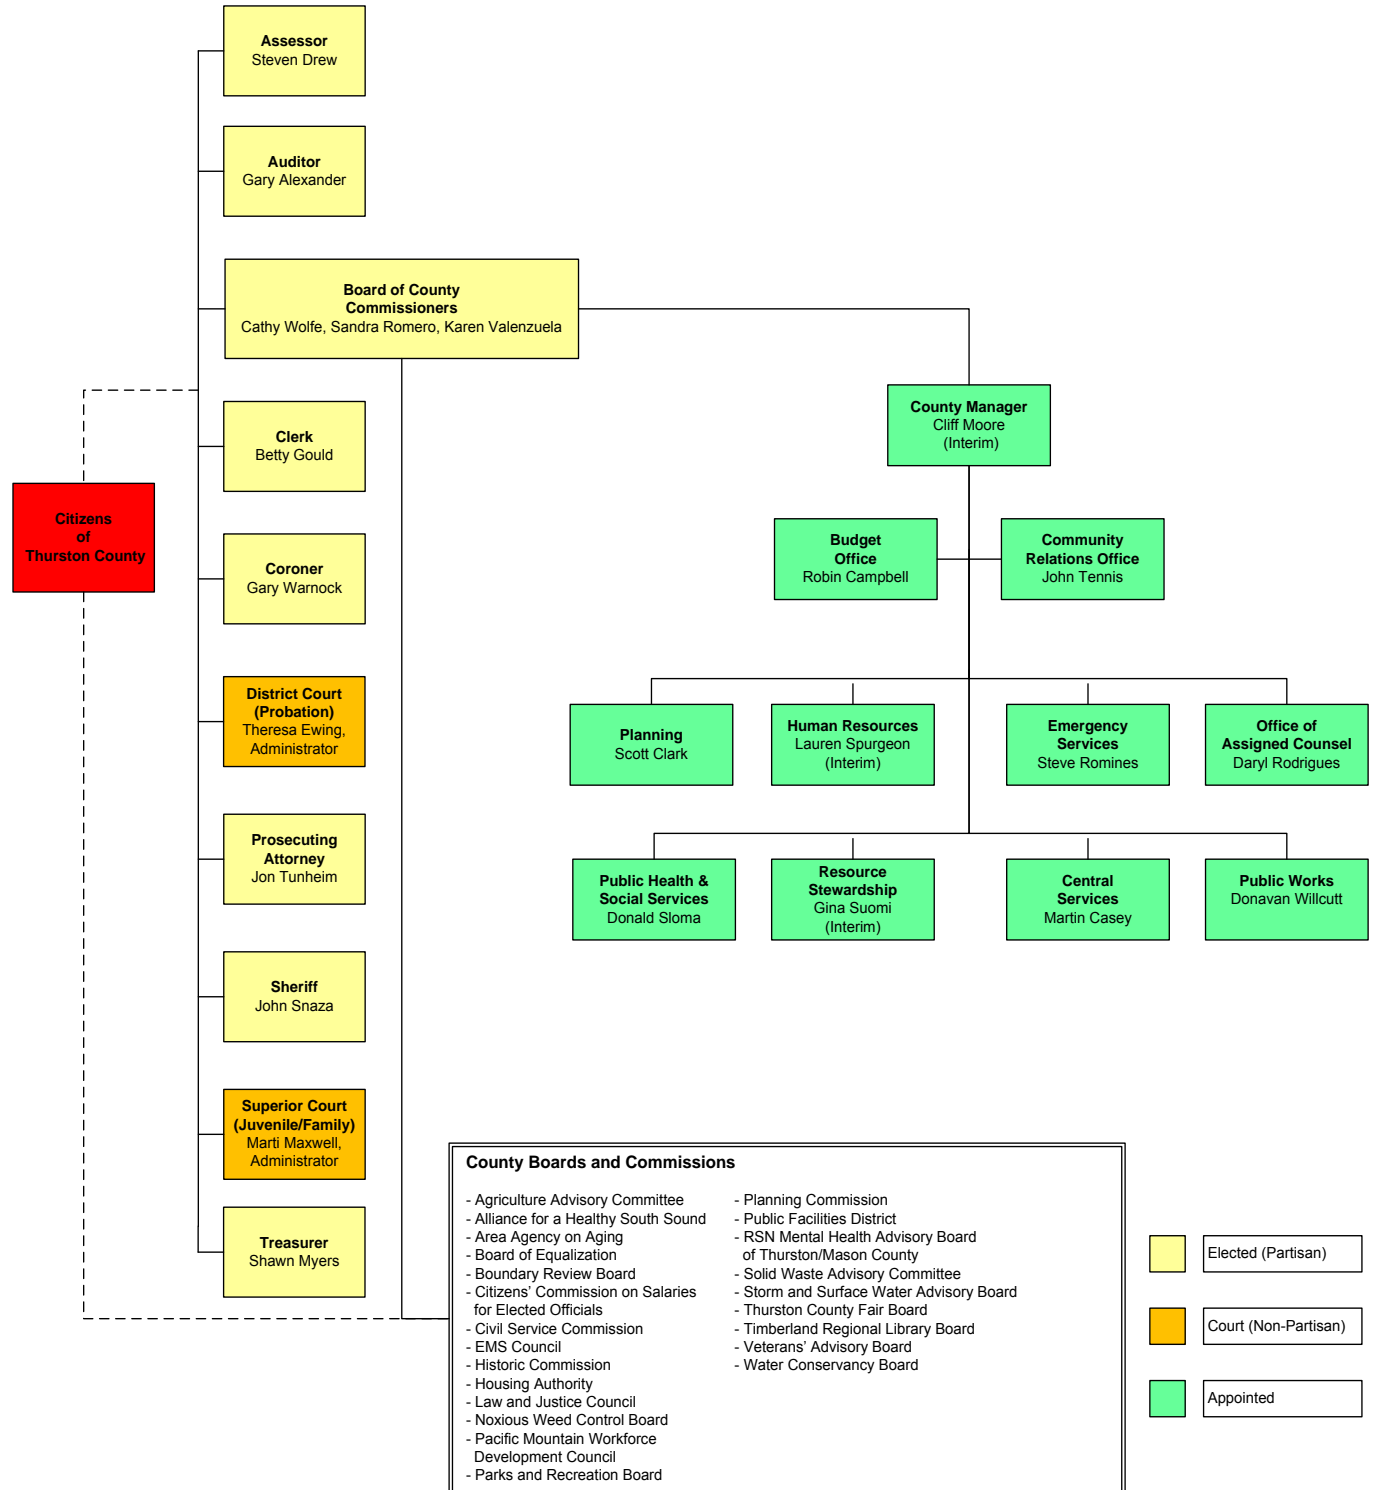 Assessor
Steven Drew
Auditor
Gary Alexander
Board of County
Commissioners
Cathy Wolfe, Sandra Romero, Karen Valenzuela
County Manager
Cliff Moore
(Interim)
Clerk
Betty Gould
Citizens
of
Thurston County
Budget
Office
Robin Campbell
Community
Relations Office
John Tennis
Coroner
Gary Warnock
District Court
(Probation)
Theresa Ewing,
Administrator
Planning
Scott Clark
Human Resources
Lauren Spurgeon
(Interim)
Emergency
Services
Steve Romines
Office of
Assigned Counsel
Daryl Rodrigues
Prosecuting
Attorney
Jon Tunheim
Public Health &
Social Services
Donald Sloma
Resource
Stewardship
Gina Suomi
(Interim)
Central
Services
Martin Casey
Public Works
Donavan Willcutt
Sheriff
John Snaza
Superior Court
(Juvenile/Family)
Marti Maxwell,
Administrator
Treasurer
Shawn Myers
County Boards and Commissions
- Agriculture Advisory Committee
- Alliance for a Healthy South Sound
- Area Agency on Aging
- Board of Equalization
- Boundary Review Board
- Citizens' Commission on Salaries
for Elected Officials
- Civil Service Commission
- EMS Council
- Historic Commission
- Housing Authority
- Law and Justice Council
- Noxious Weed Control Board
- Pacific Mountain Workforce
Development Council
- Parks and Recreation Board
- Planning Commission
- Public Facilities District
- RSN Mental Health Advisory Board
of Thurston/Mason County
- Solid Waste Advisory Committee
- Storm and Surface Water Advisory Board
- Thurston County Fair Board
- Timberland Regional Library Board
- Veterans' Advisory Board
- Water Conservancy Board
Elected (Partisan)
Court (Non-Partisan)
Appointed